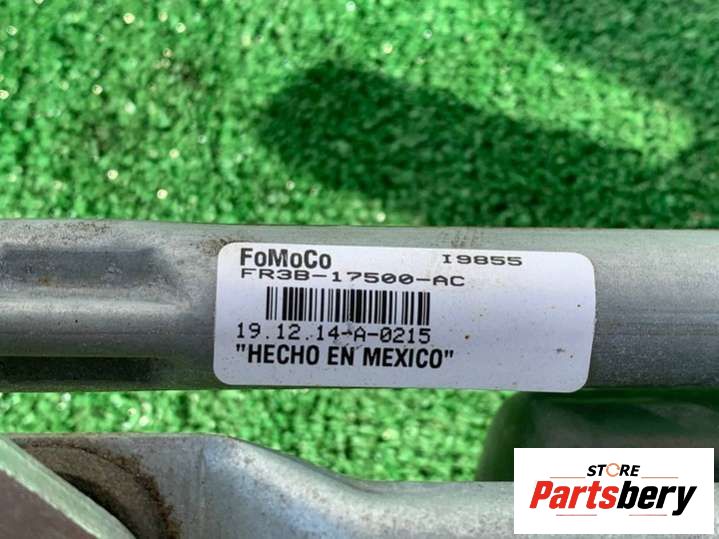 FoMoCo I9855
FR3B-17500-AC
19.12.14-A-0215
"HECHO EN MEXICO"
STORE
Partsbery